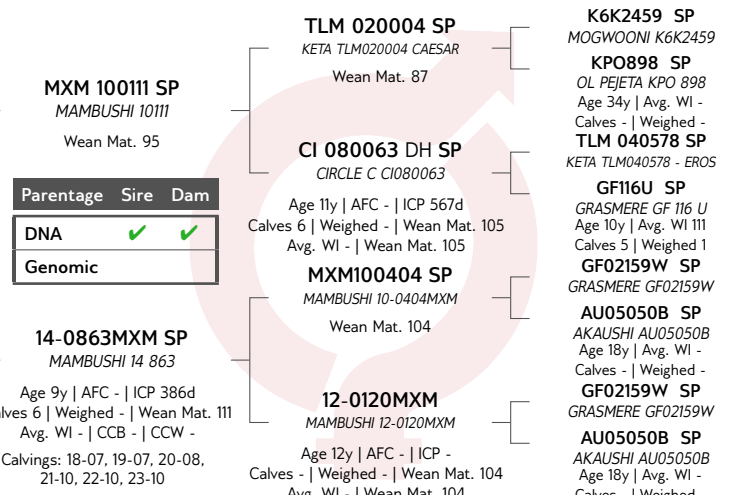 MXM 100111 SP
MAMBUSHI 10111
Wean Mat. 95
Parentage Sire Dam
DNA ✔ ✔
Genomic
14-0863MXM SP
MAMBUSHI 14 863
Age 9y | AFC - | ICP 386d
alves 6 | Weighed - | Wean Mat. 111
Avg. WI - | CCB - | CCW -
Calvings: 18-07, 19-07, 20-08,
21-10, 22-10, 23-10
TLM 020004 SP
KETA TLM020004 CAESAR
Wean Mat. 87
CI 080063 DH SP
CIRCLE C CI080063
Age 11y | AFC - | ICP 567d
Calves 6 | Weighed - | Wean Mat. 105
Avg. WI - | Wean Mat. 105
MXM100404 SP
MAMBUSHI 10-0404MXM
Wean Mat. 104
12-0120MXM
MAMBUSHI 12-0120MXM
Age 12y | AFC - | ICP -
Calves - | Weighed - | Wean Mat. 104
Avg. WI - | Wean Mat. 104
K6K2459 SP
MOGWOONI K6K2459
KPO898 SP
OL PEJETA KPO 898
Age 34y | Avg. WI -
Calves - | Weighed -
TLM 040578 SP
KETA TLM040578 - EROS
GF116U SP
GRASMERE GF 116 U
Age 10y | Avg. WI 111
Calves 5 | Weighed 1
GF02159W SP
GRASMERE GF02159W
AU05050B SP
AKAUSHI AU05050B
Age 18y | Avg. WI -
Calves - | Weighed -
GF02159W SP
GRASMERE GF02159W
AU05050B SP
AKAUSHI AU05050B
Age 18y | Avg. WI -
Calves - | Weighed -